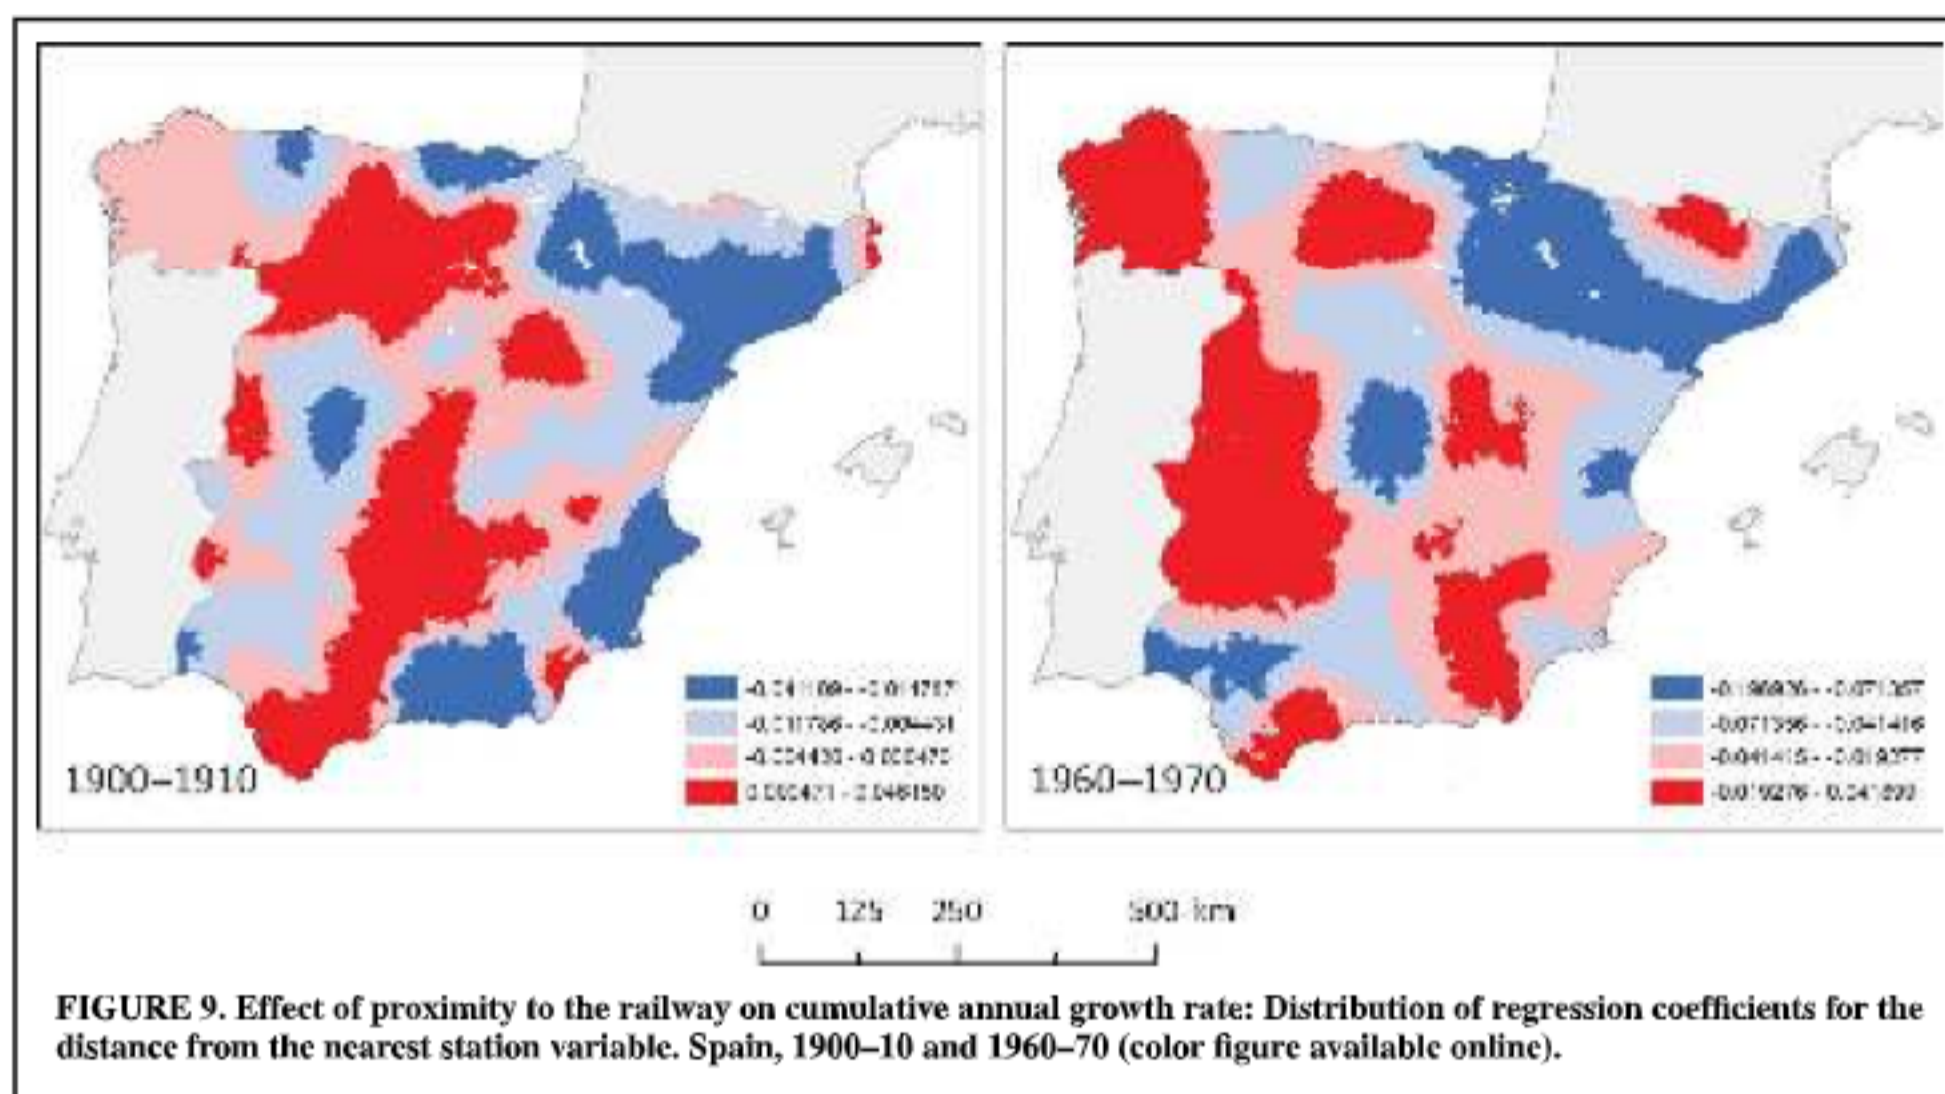 1900–1910
1960–1970
0 125 250 500 km
FIGURE 9. Effect of proximity to the railway on cumulative annual growth rate: Distribution of regression coefficients for the
distance from the nearest station variable. Spain, 1900–10 and 1960–70 (color figure available online).